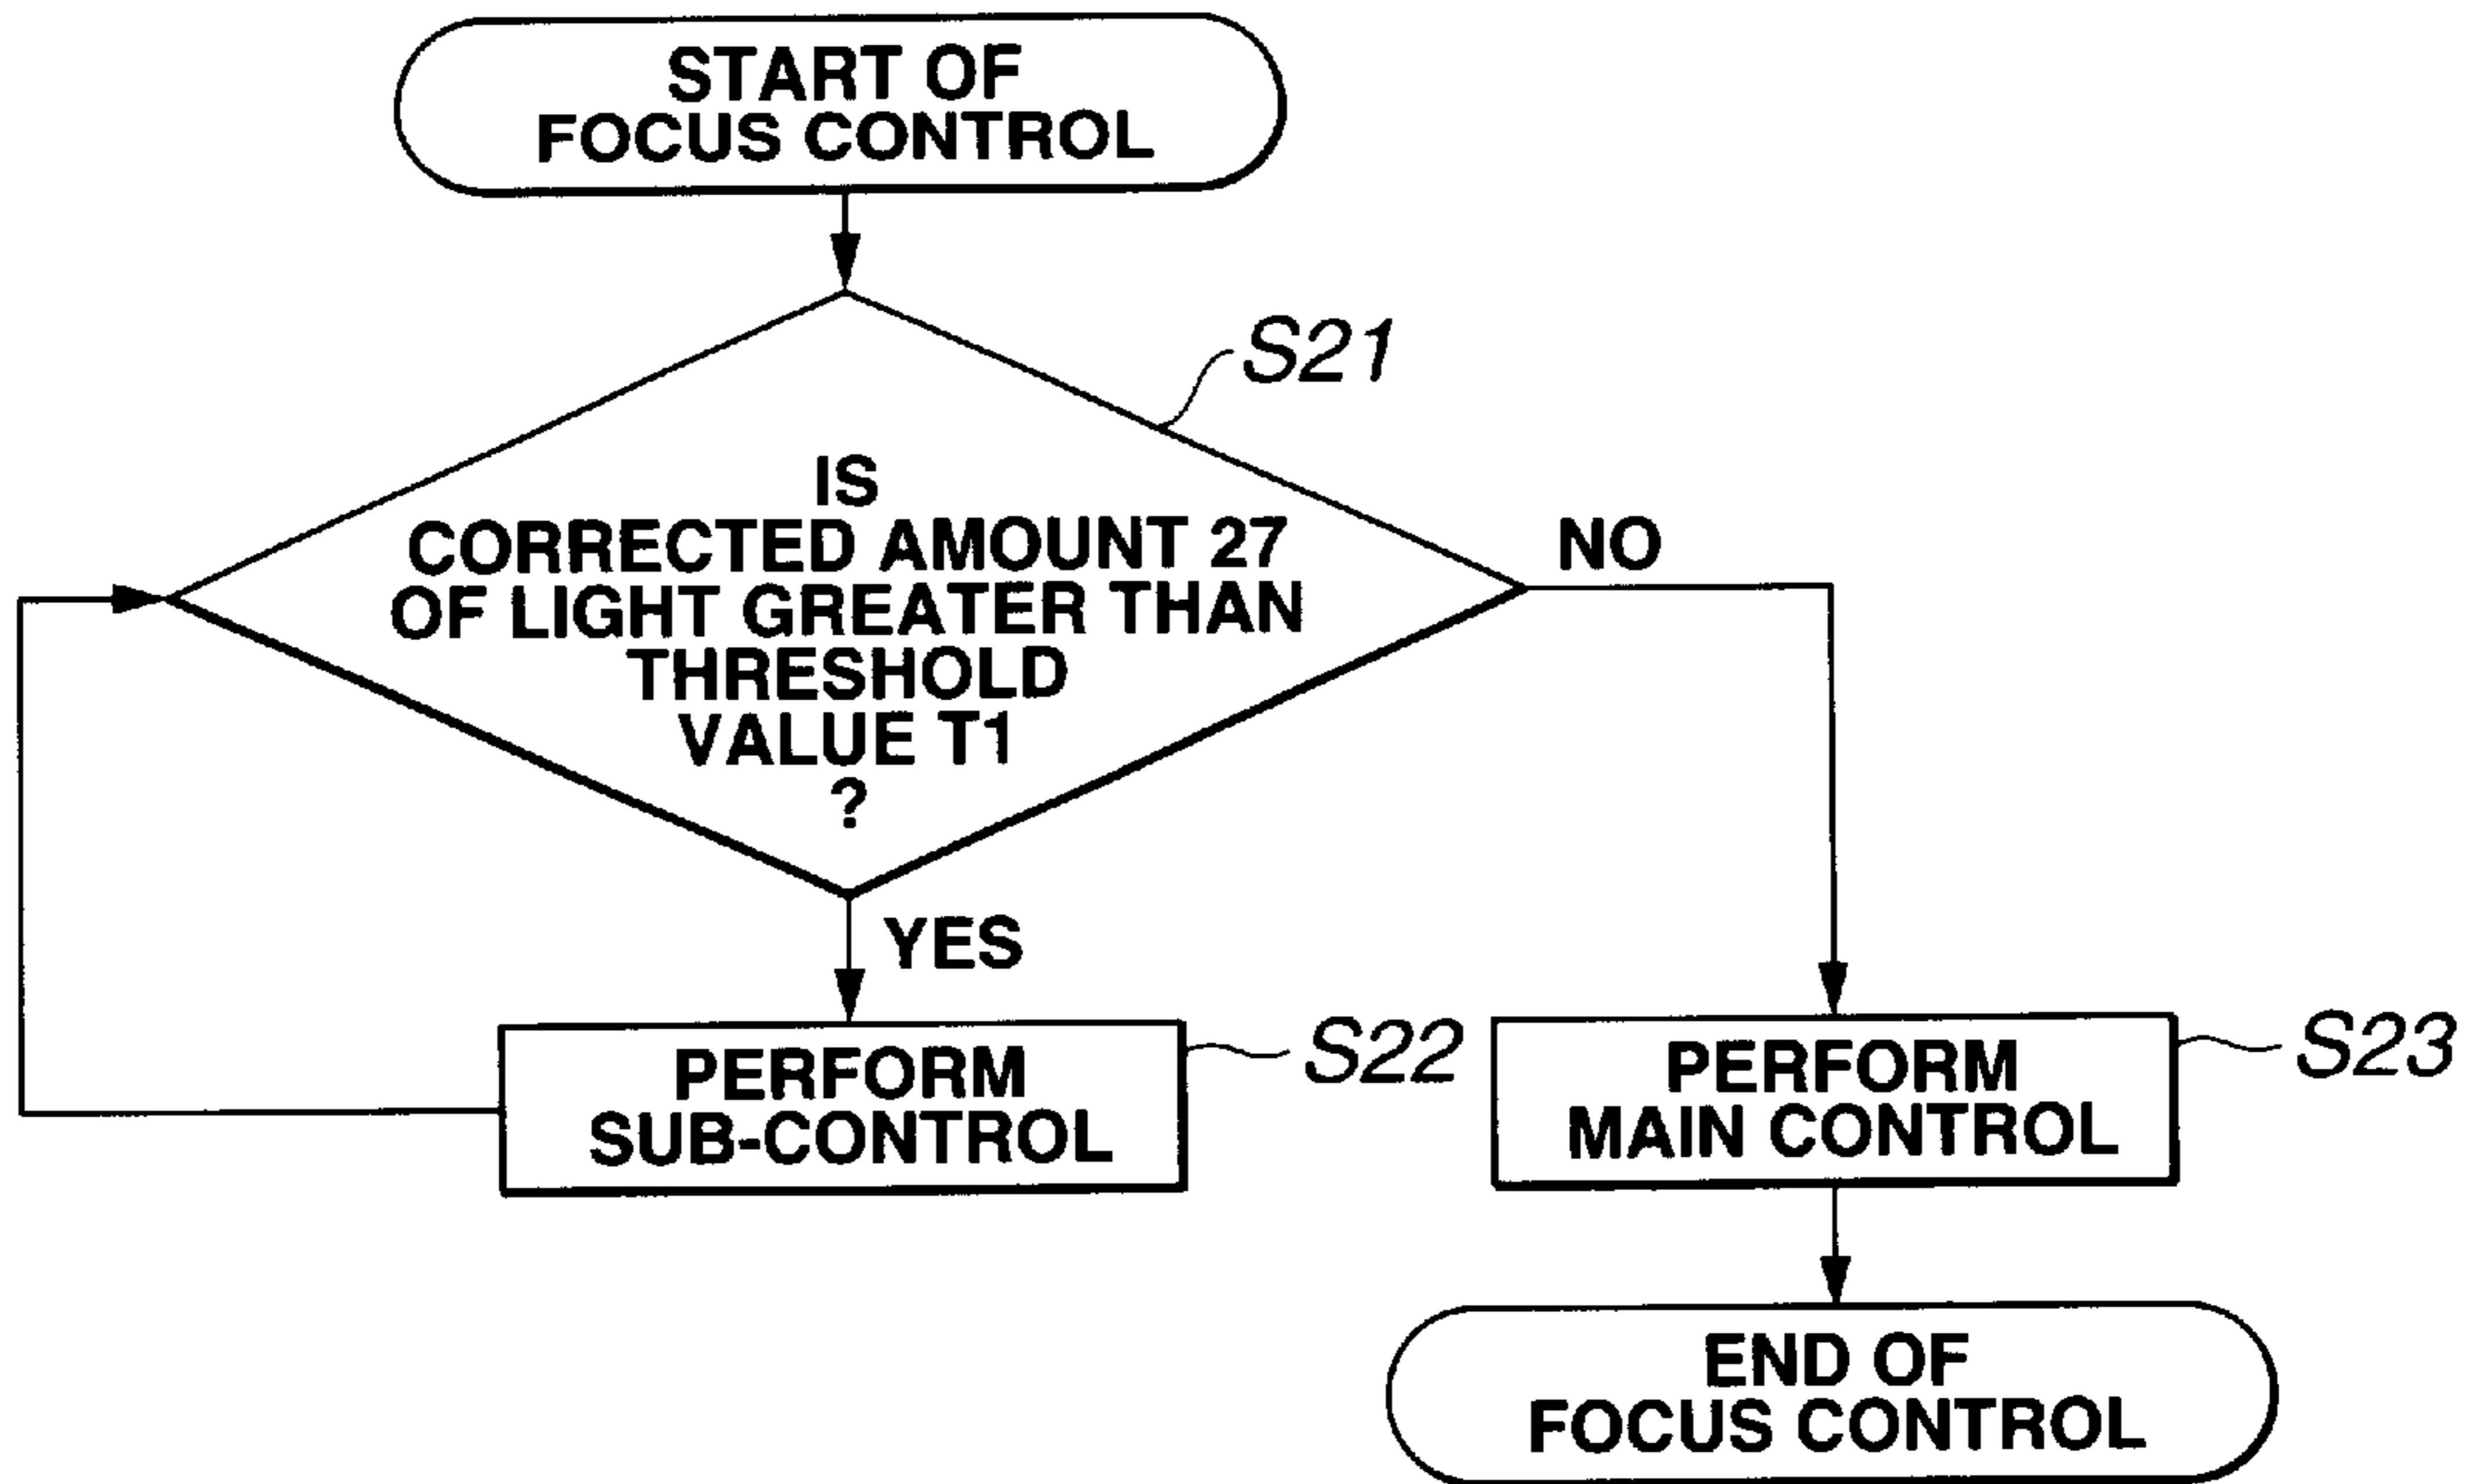 START OF
FOCUS CONTROL
S21
IS
CORRECTED AMOUNT 27
OF LIGHT GREATER THAN
THRESHOLD
VALUE T1
?
NO
YES
PERFORM
SUB-CONTROL
S22
PERFORM
MAIN CONTROL
S23
END OF
FOCUS CONTROL